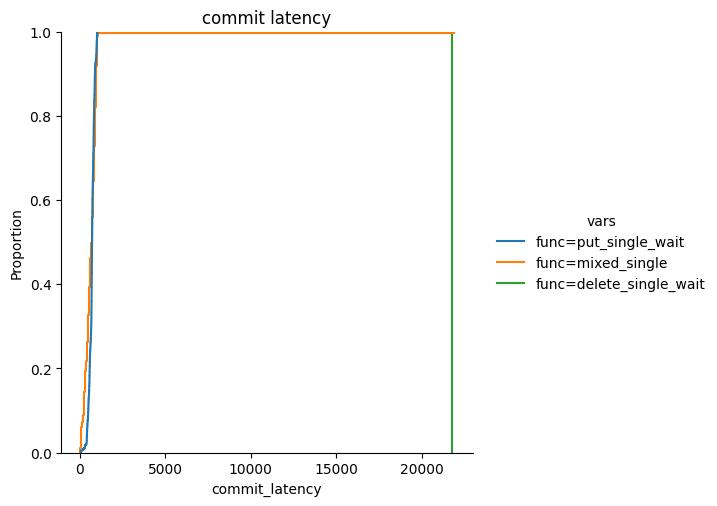 commit latency
1.0
0.8
0.6
0.4
0.2
0.0
Proportion
0 5000 10000 15000 20000
commit_latency
vars
func=put_single_wait
func=mixed_single
func=delete_single_wait